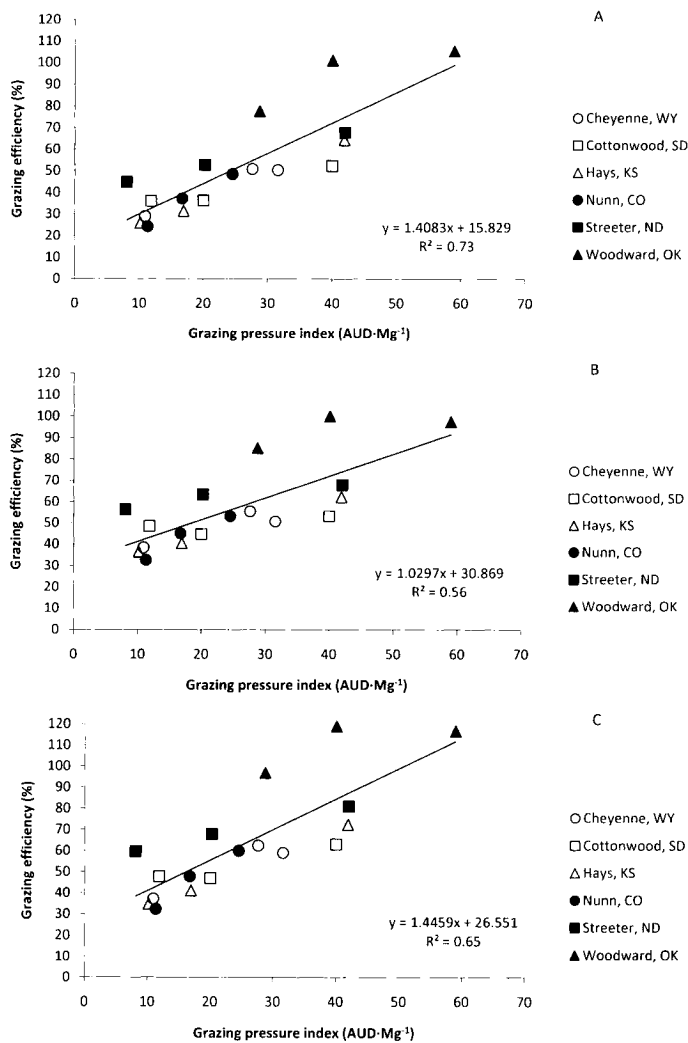 A
Grazing efficiency (%)
120
110
100
90
80
70
60
50
40
30
20
10
0
0 10 20 30 40 50 60 70
Grazing pressure index (AUD·Mg⁻¹)
y = 1.4083x + 15.829
R² = 0.73
Cheyenne, WY
Cottonwood, SD
Hays, KS
Nunn, CO
Streeter, ND
Woodward, OK
B
Grazing efficiency (%)
120
110
100
90
80
70
60
50
40
30
20
10
0
0 10 20 30 40 50 60 70
Grazing pressure index (AUD·Mg⁻¹)
y = 1.0297x + 30.869
R² = 0.56
Cheyenne, WY
Cottonwood, SD
Hays, KS
Nunn, CO
Streeter, ND
Woodward, OK
C
Grazing efficiency (%)
120
110
100
90
80
70
60
50
40
30
20
10
0
0 10 20 30 40 50 60 70
Grazing pressure index (AUD·Mg⁻¹)
y = 1.4459x + 26.551
R² = 0.65
Cheyenne, WY
Cottonwood, SD
Hays, KS
Nunn, CO
Streeter, ND
Woodward, OK